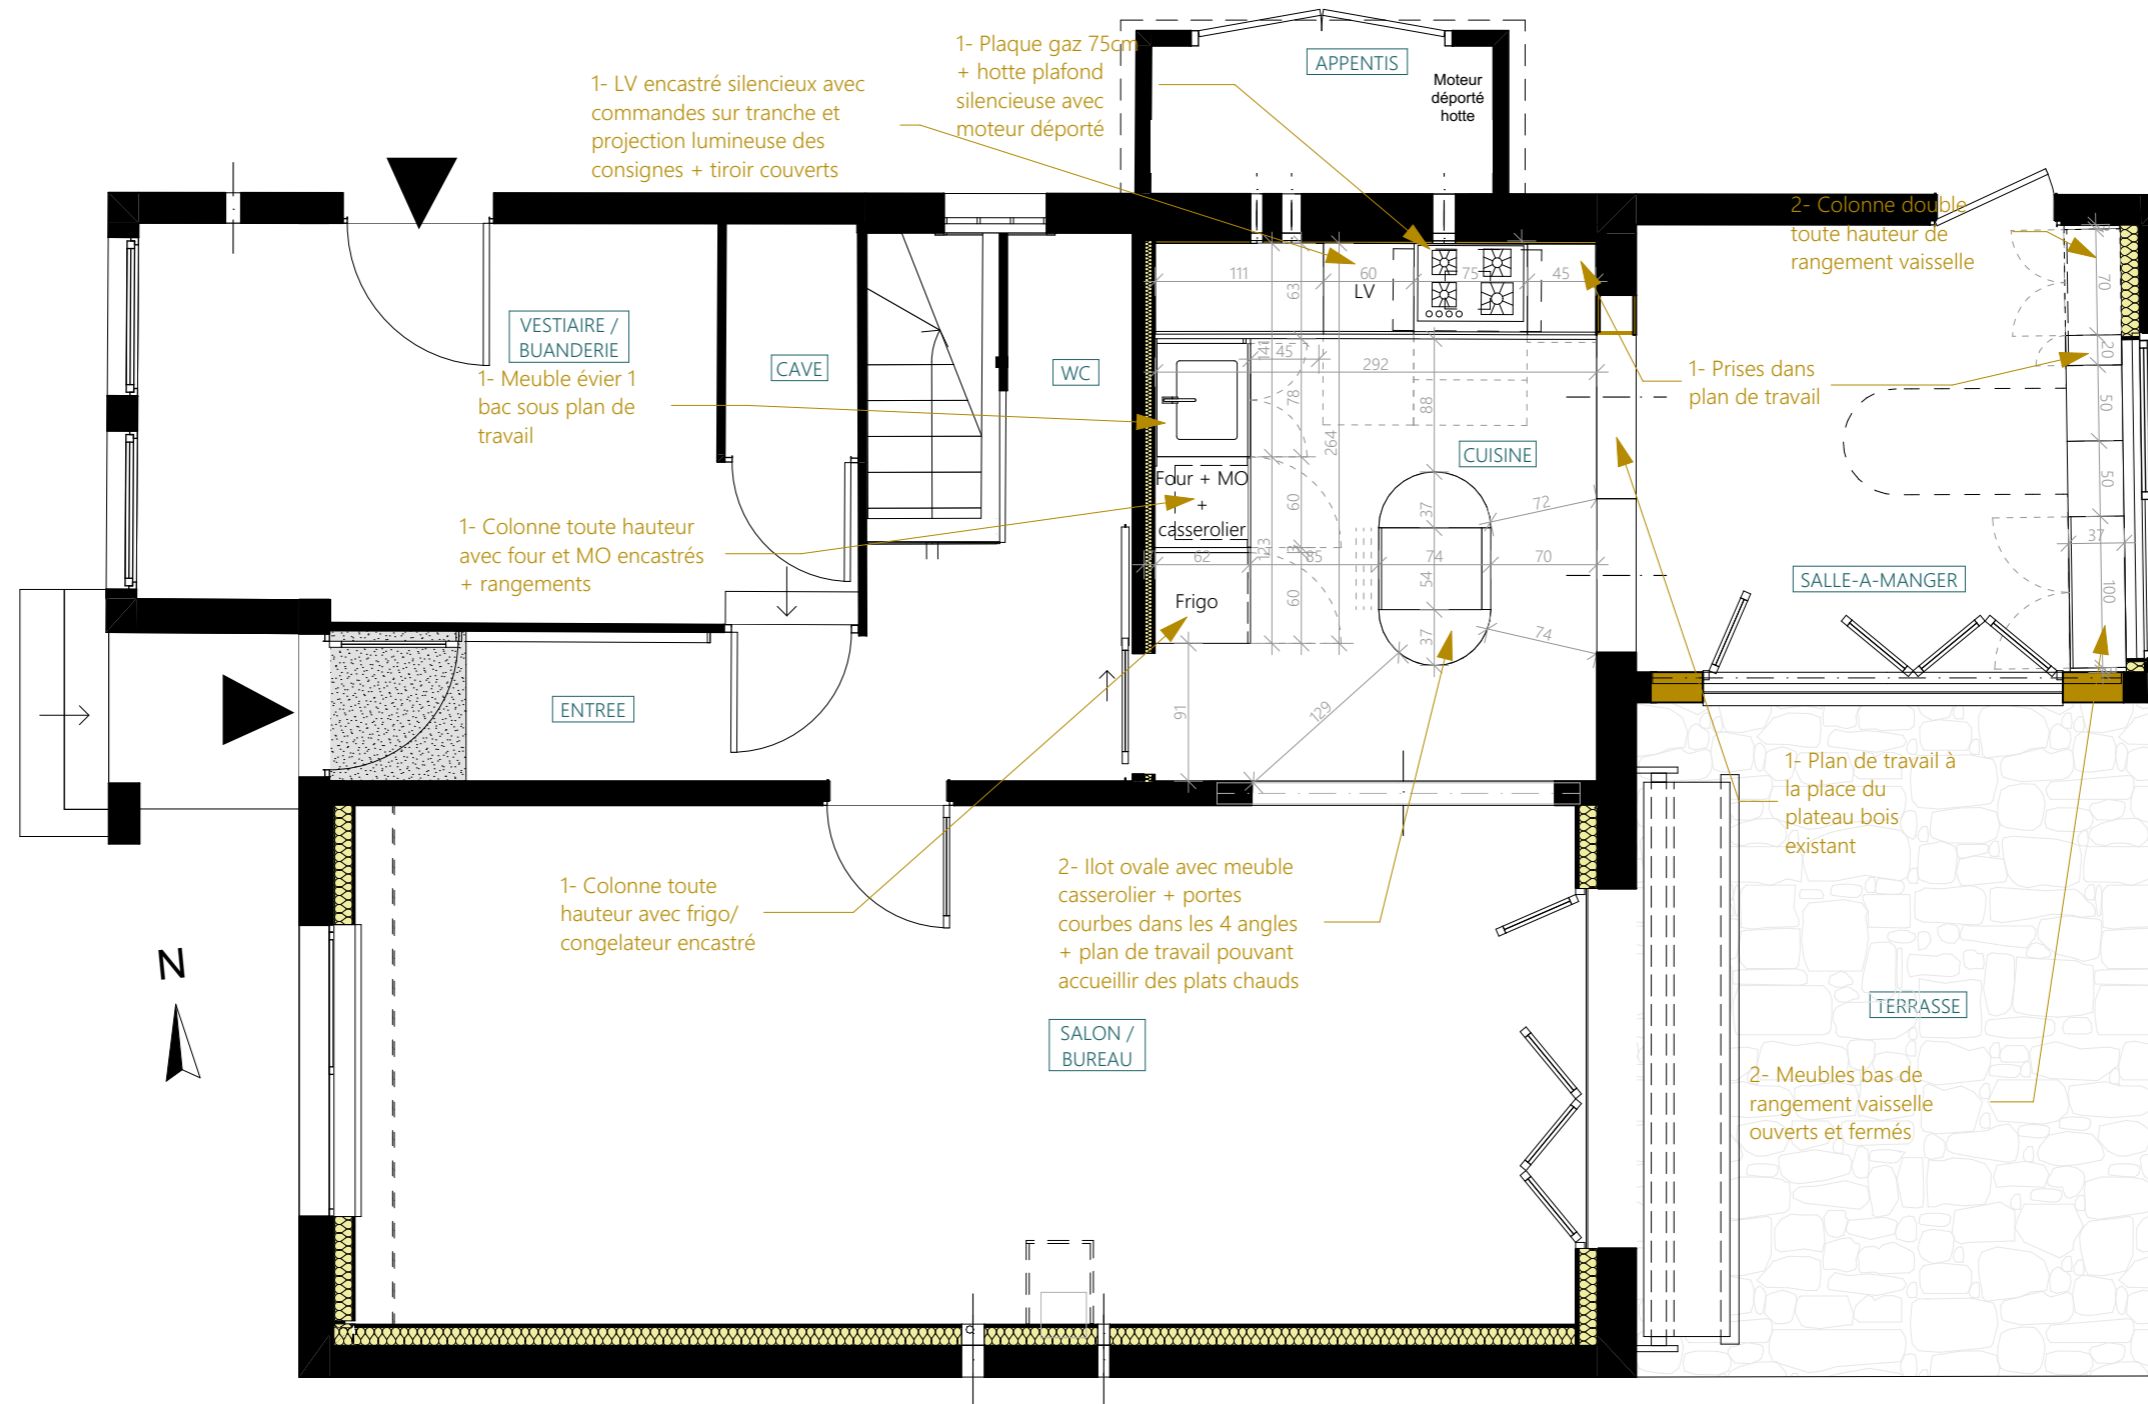 1- Plaque gaz 75cm
+ hotte plafond
silencieuse avec
moteur déporté
1- LV encastré silencieux avec
commandes sur tranche et
projection lumineuse des
consignes + tiroir couverts
APPENTIS
Moteur
déporté
hotte
2- Colonne double
toute hauteur de
rangement vaisselle
VESTIAIRE /
BUANDERIE
1- Meuble évier 1
bac sous plan de
travail
CAVE
WC
111
60
75
45
LV
63
141
45
292
78
88
264
CUISINE
1- Prises dans
plan de travail
70
20
50
50
37
100
Four + MO
+
casserolier
60
123
3
60
62
85
37
74
54
37
72
70
74
Frigo
91
129
1- Colonne toute hauteur
avec four et MO encastrés
+ rangements
SALLE-A-MANGER
ENTREE
1- Plan de travail à
la place du
plateau bois
existant
1- Colonne toute
hauteur avec frigo/
congelateur encastré
2- Ilot ovale avec meuble
casserolier + portes
courbes dans les 4 angles
+ plan de travail pouvant
accueillir des plats chauds
N
SALON /
BUREAU
TERRASSE
2- Meubles bas de
rangement vaisselle
ouverts et fermés